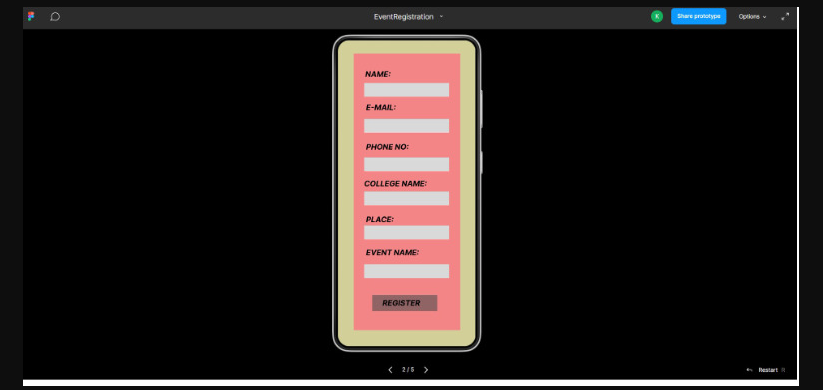 EventRegistration
K
Share prototype
Options
NAME:
E-MAIL:
PHONE NO:
COLLEGE NAME:
PLACE:
EVENT NAME:
REGISTER
2 / 5
Restart R